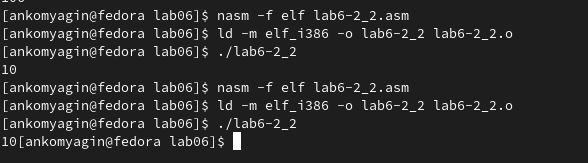 [ankomyagin@fedora lab06]$ nasm -f elf lab6-2_2.asm
[ankomyagin@fedora lab06]$ ld -m elf_i386 -o lab6-2_2 lab6-2_2.o
[ankomyagin@fedora lab06]$ ./lab6-2_2
10
[ankomyagin@fedora lab06]$ nasm -f elf lab6-2_2.asm
[ankomyagin@fedora lab06]$ ld -m elf_i386 -o lab6-2_2 lab6-2_2.o
[ankomyagin@fedora lab06]$ ./lab6-2_2
10[ankomyagin@fedora lab06]$